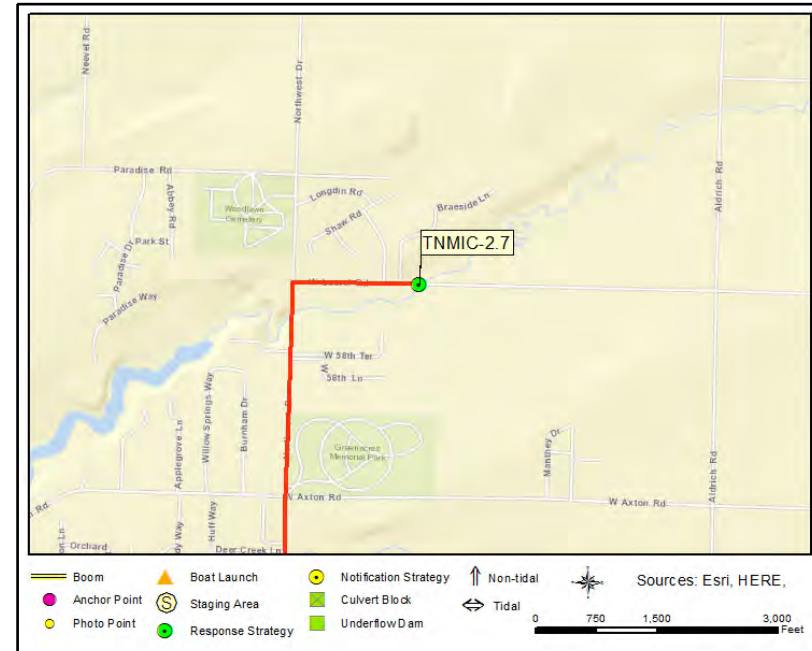 Neevel Rd
Northwest Dr
Aldrich Rd
Paradise Rd
Abbey Rd
Woodlawn
Cemetery
Longdin Rd
Braeside Ln
Shaw Rd
Park St
Paradise Dr
TNMIC-2.7
Paradise Way
W 58th Ter
58th Ln
W
Applegrove Ln
Willow Springs Way
Burnham Dr
Greenacres
Memorial Park
Manthey Dr
Aldrich Rd
W Axton Rd
W Axton Rd
Rd
Huff Way
Orchard
Deer Creek Ln
Boom
Boat Launch
Notification Strategy
Non-tidal
Sources: Esri, HERE,
Anchor Point
Staging Area
Culvert Block
Tidal
Photo Point
Response Strategy
Underflow Dam
0 750 1,500 3,000
Feet